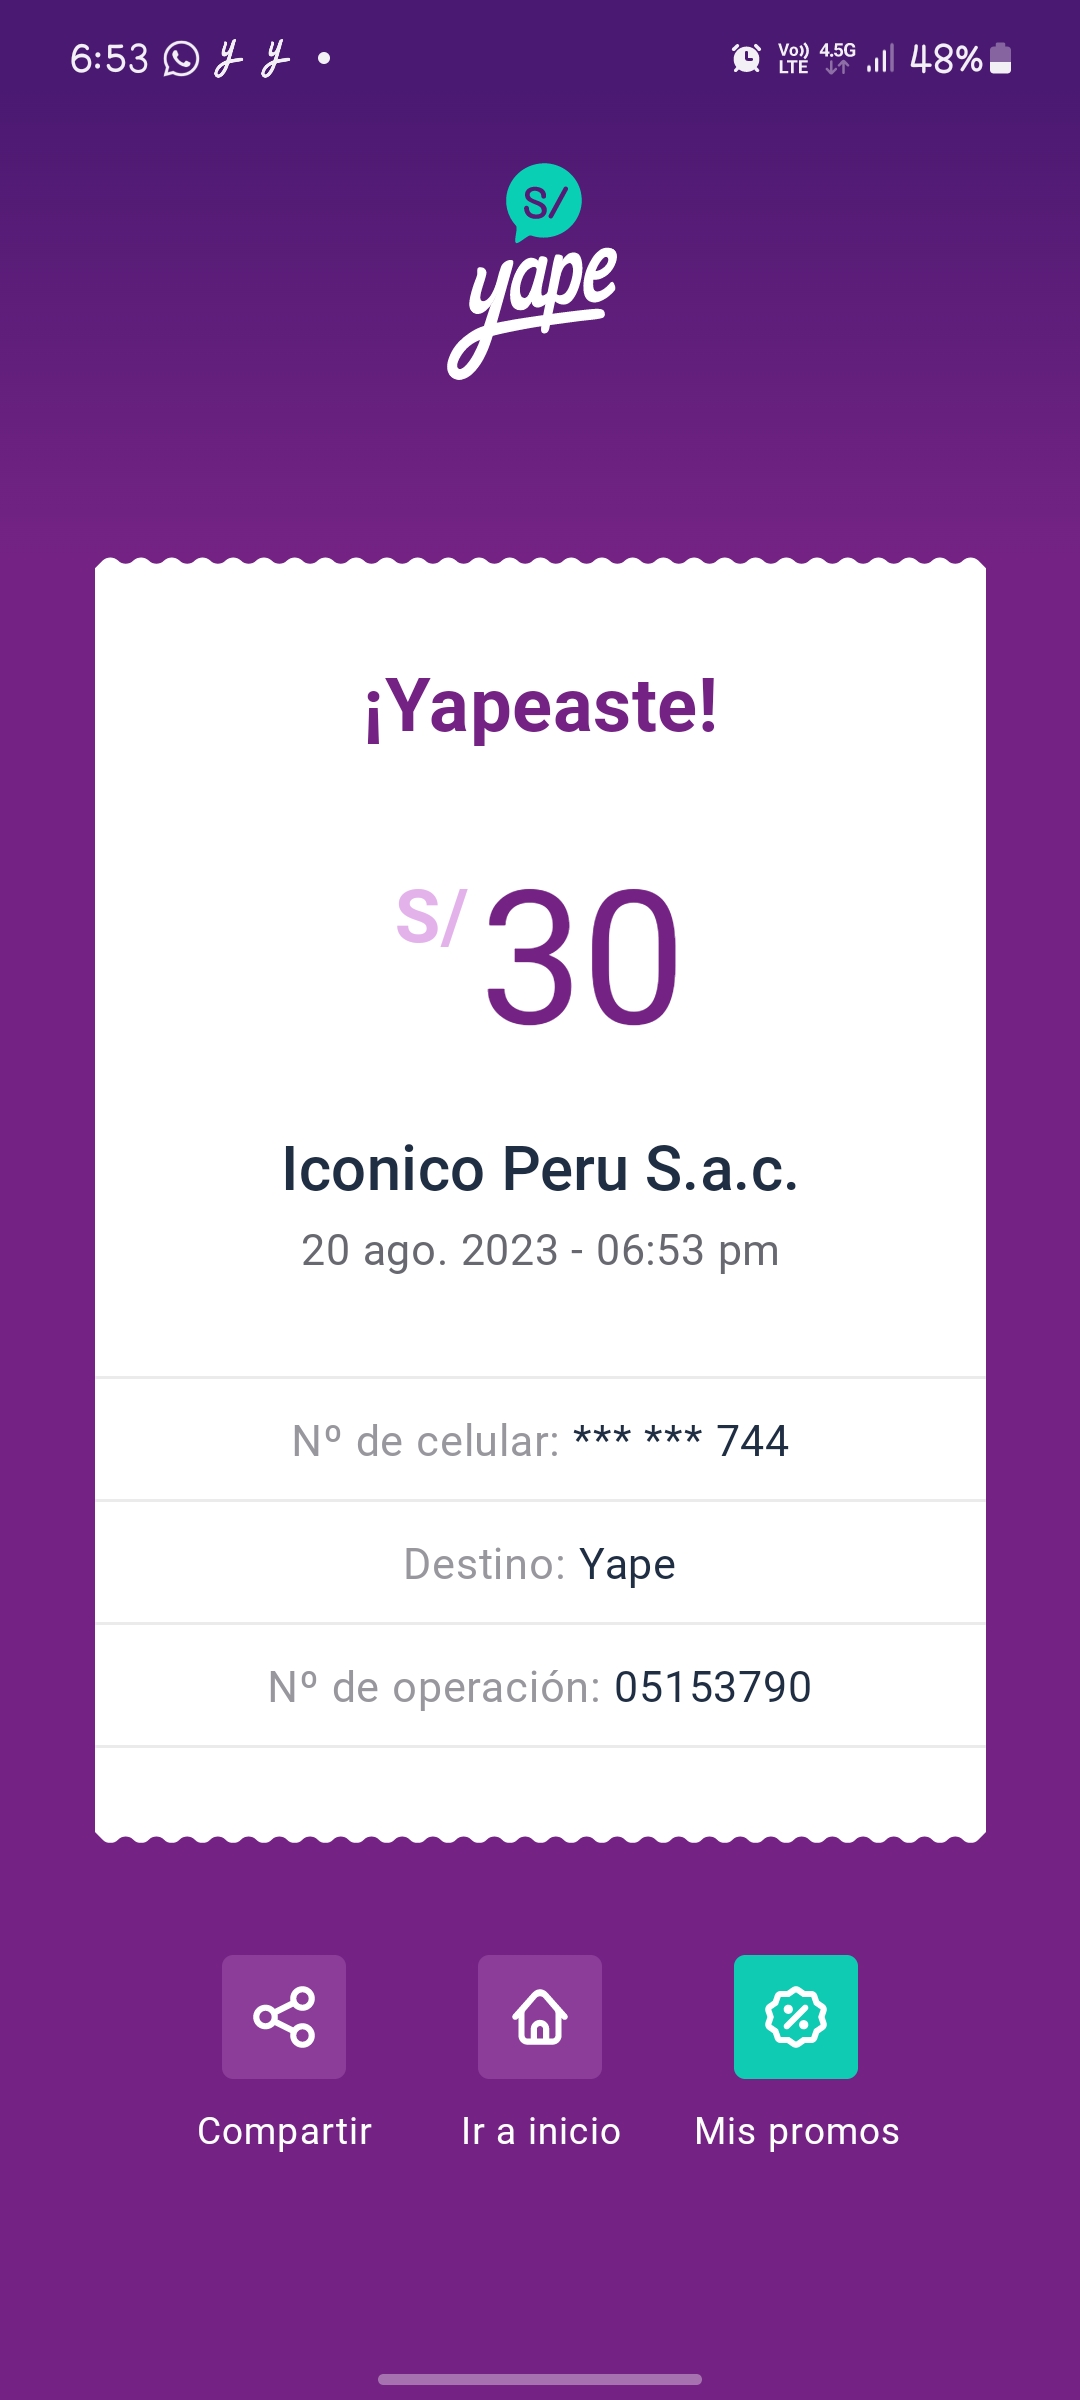 6:53 Vo)) LTE 4.5G 48%
S/
yape
¡Yapeaste!
S/ 30
Iconico Peru S.a.c.
20 ago. 2023 - 06:53 pm
Nº de celular: *** *** 744
Destino: Yape
Nº de operación: 05153790
Compartir Ir a inicio Mis promos